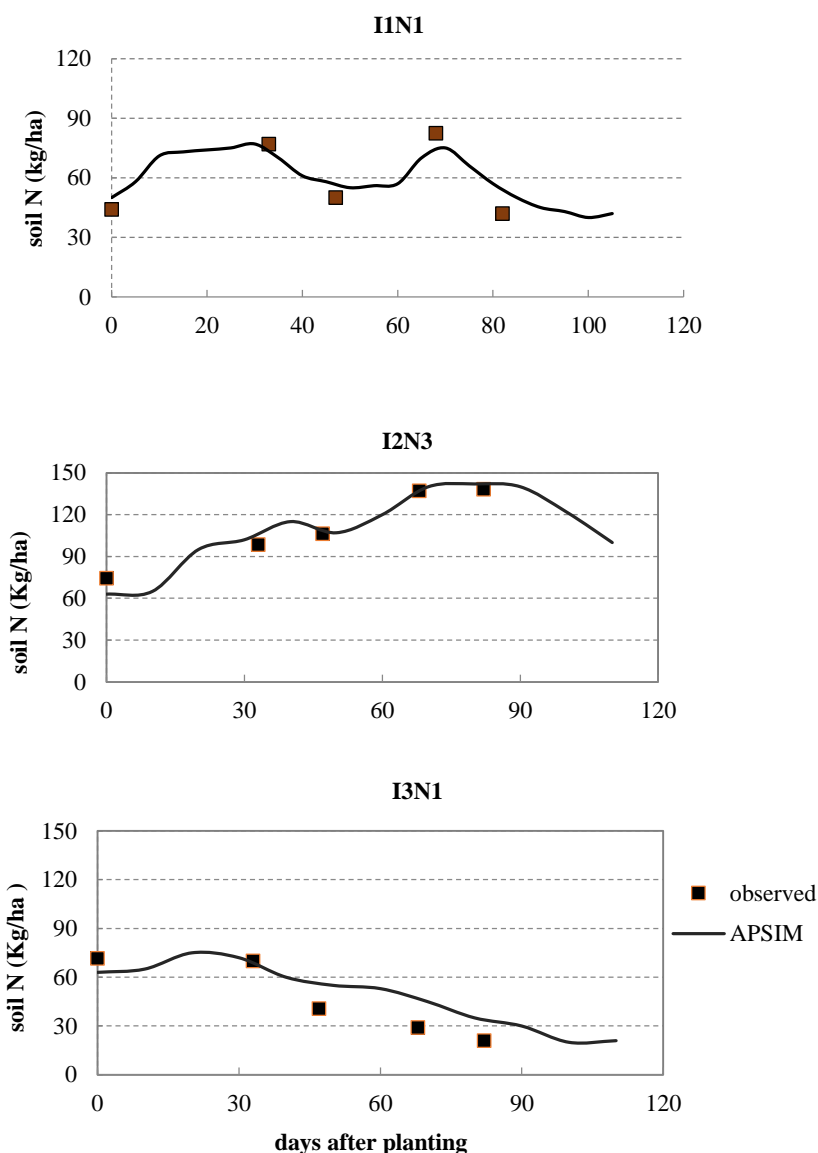 I1N1
soil N (kg/ha)
120
90
60
30
0
0 20 40 60 80 100 120
I2N3
soil N (Kg/ha)
150
120
90
60
30
0
0 30 60 90 120
I3N1
soil N (Kg/ha )
150
120
90
60
30
0
0 30 60 90 120
days after planting
observed
APSIM